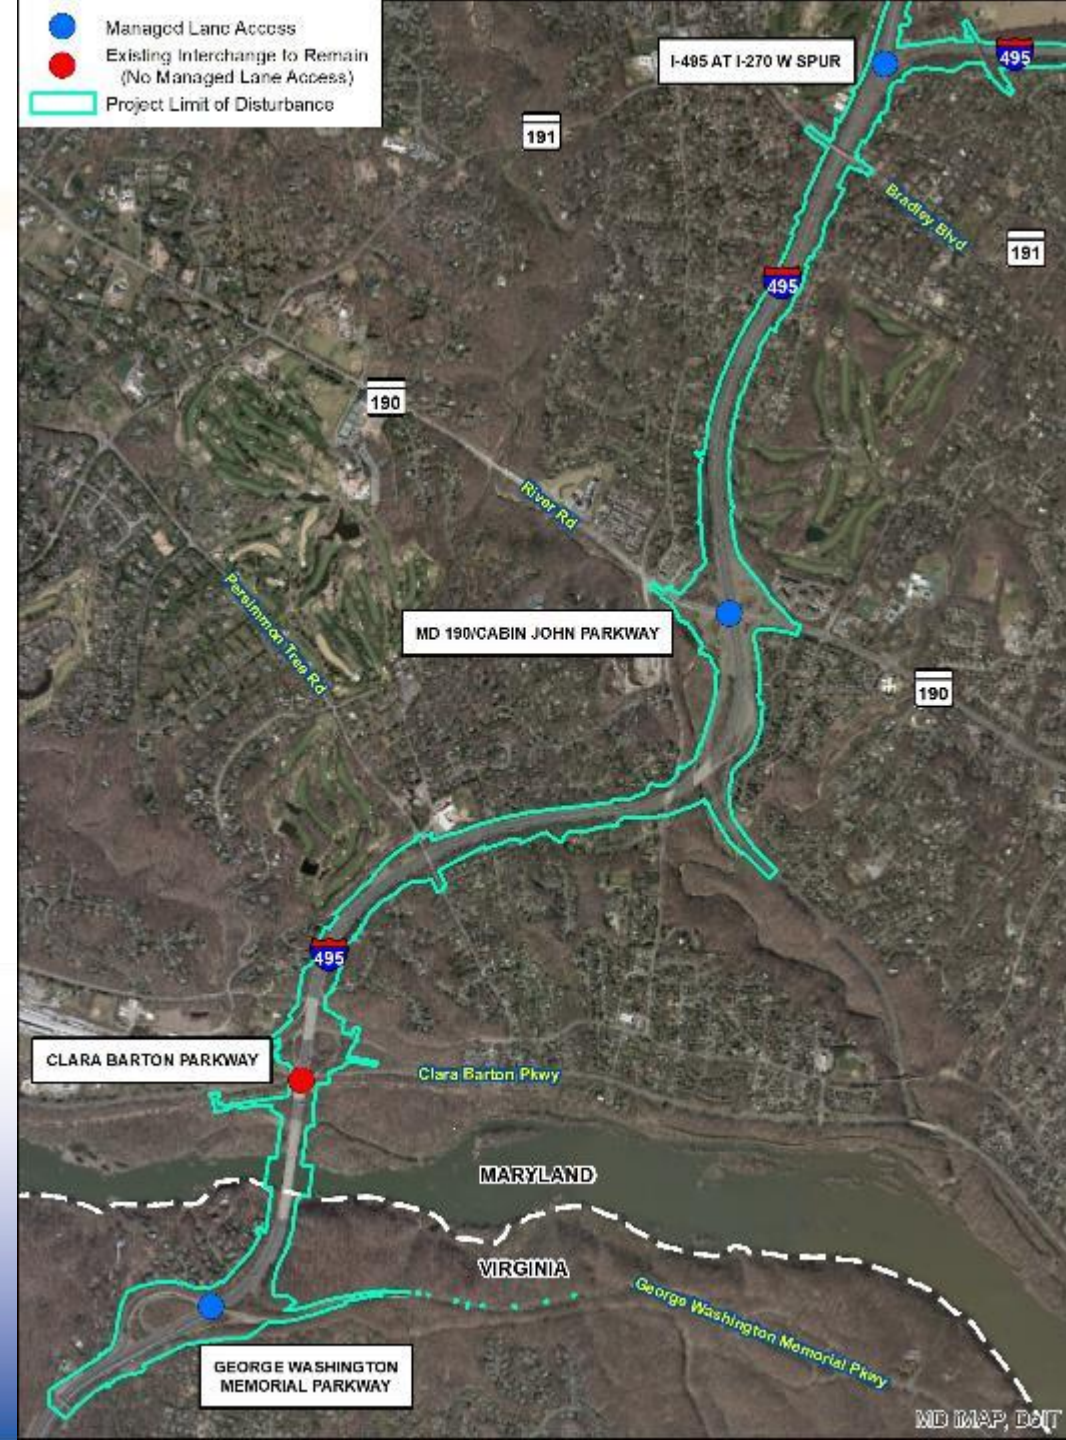 Managed Lane Access
Existing Interchange to Remain
(No Managed Lane Access)
Project Limit of Disturbance
I-495 AT I-270 W SPUR
495
191
Bradley Blvd
191
495
190
River Rd
Persimmon Tree Rd
MD 190/CABIN JOHN PARKWAY
190
495
CLARA BARTON PARKWAY
Clara Barton Pkwy
MARYLAND
VIRGINIA
George Washington Memorial Pkwy
GEORGE WASHINGTON
MEMORIAL PARKWAY
MD iMAP, DoIT